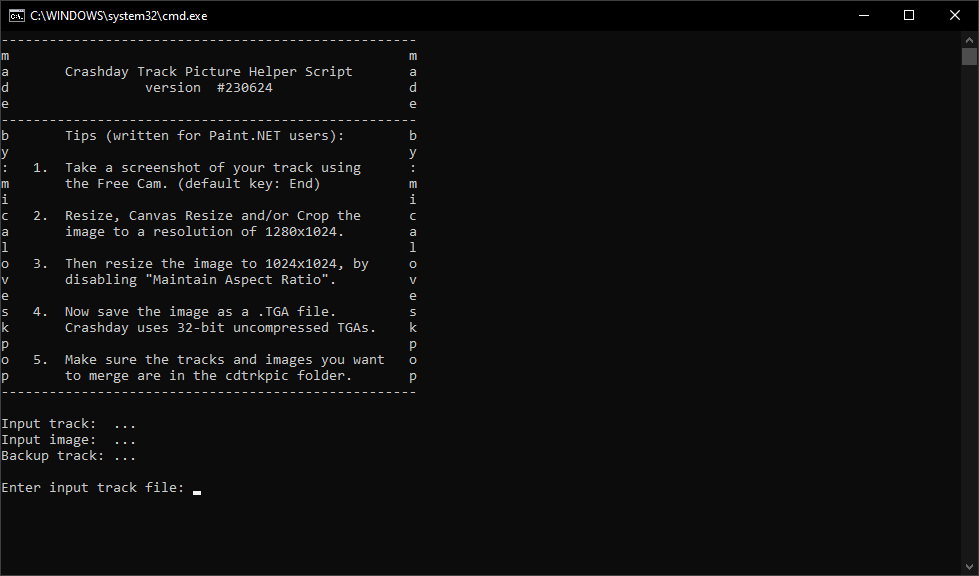 C:\WINDOWS\system32\cmd.exe
----------------------------------------------------
m                                                  m
a       Crashday Track Picture Helper Script       a
d                 version  #230624                 d
e                                                  e
----------------------------------------------------
b       Tips (written for Paint.NET users):        b
y                                                  y
:   1.  Take a screenshot of your track using      :
m       the Free Cam. (default key: End)           m
i                                                  i
c   2.  Resize, Canvas Resize and/or Crop the      c
a       image to a resolution of 1280x1024.        a
l                                                  l
o   3.  Then resize the image to 1024x1024, by     o
v       disabling "Maintain Aspect Ratio".         v
e                                                  e
s   4.  Now save the image as a .TGA file.         s
k       Crashday uses 32-bit uncompressed TGAs.    k
p                                                  p
o   5.  Make sure the tracks and images you want   o
p       to merge are in the cdtrkpic folder.       p
----------------------------------------------------
Input track:  ...
Input image:  ...
Backup track: ...
Enter input track file: